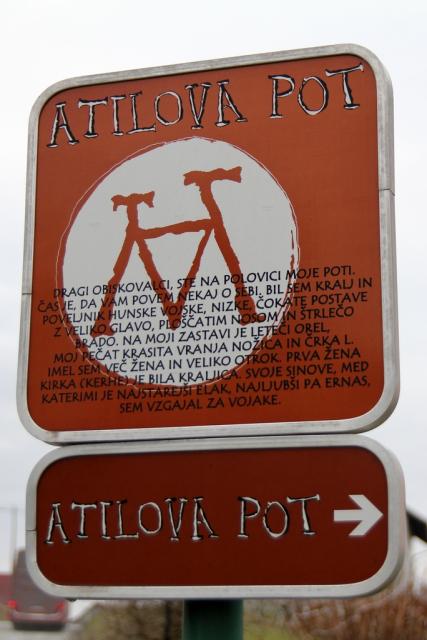 ATILOVA POT
DRAGI OBISKOVALCI, STE NA POLOVICI MOJE POTI.
ČAS JE, DA VAM POVEM NEKAJ O SEBI. BIL SEM KRALJ IN
POVELJNIK HUNSKE VOJSKE, NIZKE, ČOKATE POSTAVE
Z VELIKO GLAVO, PLOŠČATIM NOSOM IN ŠTRLEČO
BRADO. NA MOJI ZASTAVI JE LETEČI OREL,
MOJ PEČAT KRASITA VRANJA NOŽICA IN ČRKA L.
IMEL SEM VEČ ŽENA IN VELIKO OTROK. PRVA ŽENA
KIRKA (KERHE) JE BILA KRALJICA. SVOJE SINOVE, MED
KATERIMI JE NAJSTAREJŠI ELAK, NAJLJUBŠI PA ERNAS,
SEM VZGAJAL ZA VOJAKE.
ATILOVA POT